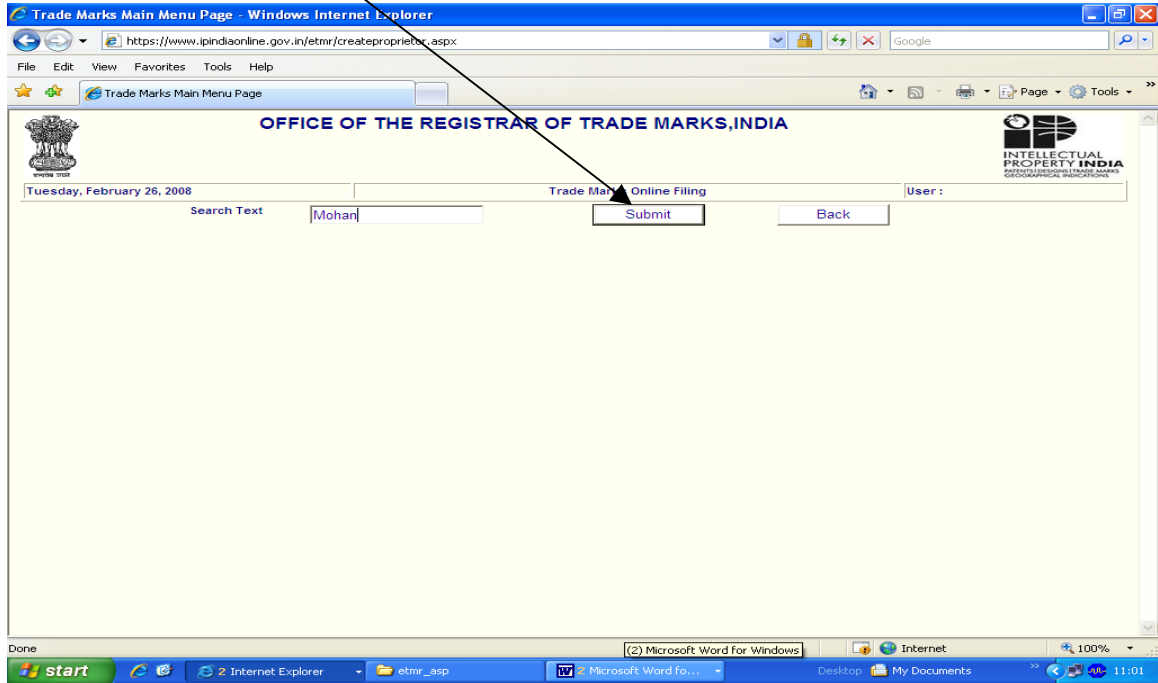 Trade Marks Main Menu Page - Windows Internet Explorer
https://www.ipindiaonline.gov.in/etmr/createproprietor.aspx
Google
File Edit View Favorites Tools Help
Trade Marks Main Menu Page
Page Tools
OFFICE OF THE REGISTRAR OF TRADE MARKS,INDIA
सत्यमेव जयते
INTELLECTUAL
PROPERTY INDIA
PATENTS | DESIGNS | TRADE MARKS
GEOGRAPHICAL INDICATIONS
Tuesday, February 26, 2008 Trade Marks Online Filing User :
Search Text Mohan Submit Back
Done (2) Microsoft Word for Windows Internet 100%
start 2 Internet Explorer etmr_asp 2 Microsoft Word fo... Desktop My Documents 11:01